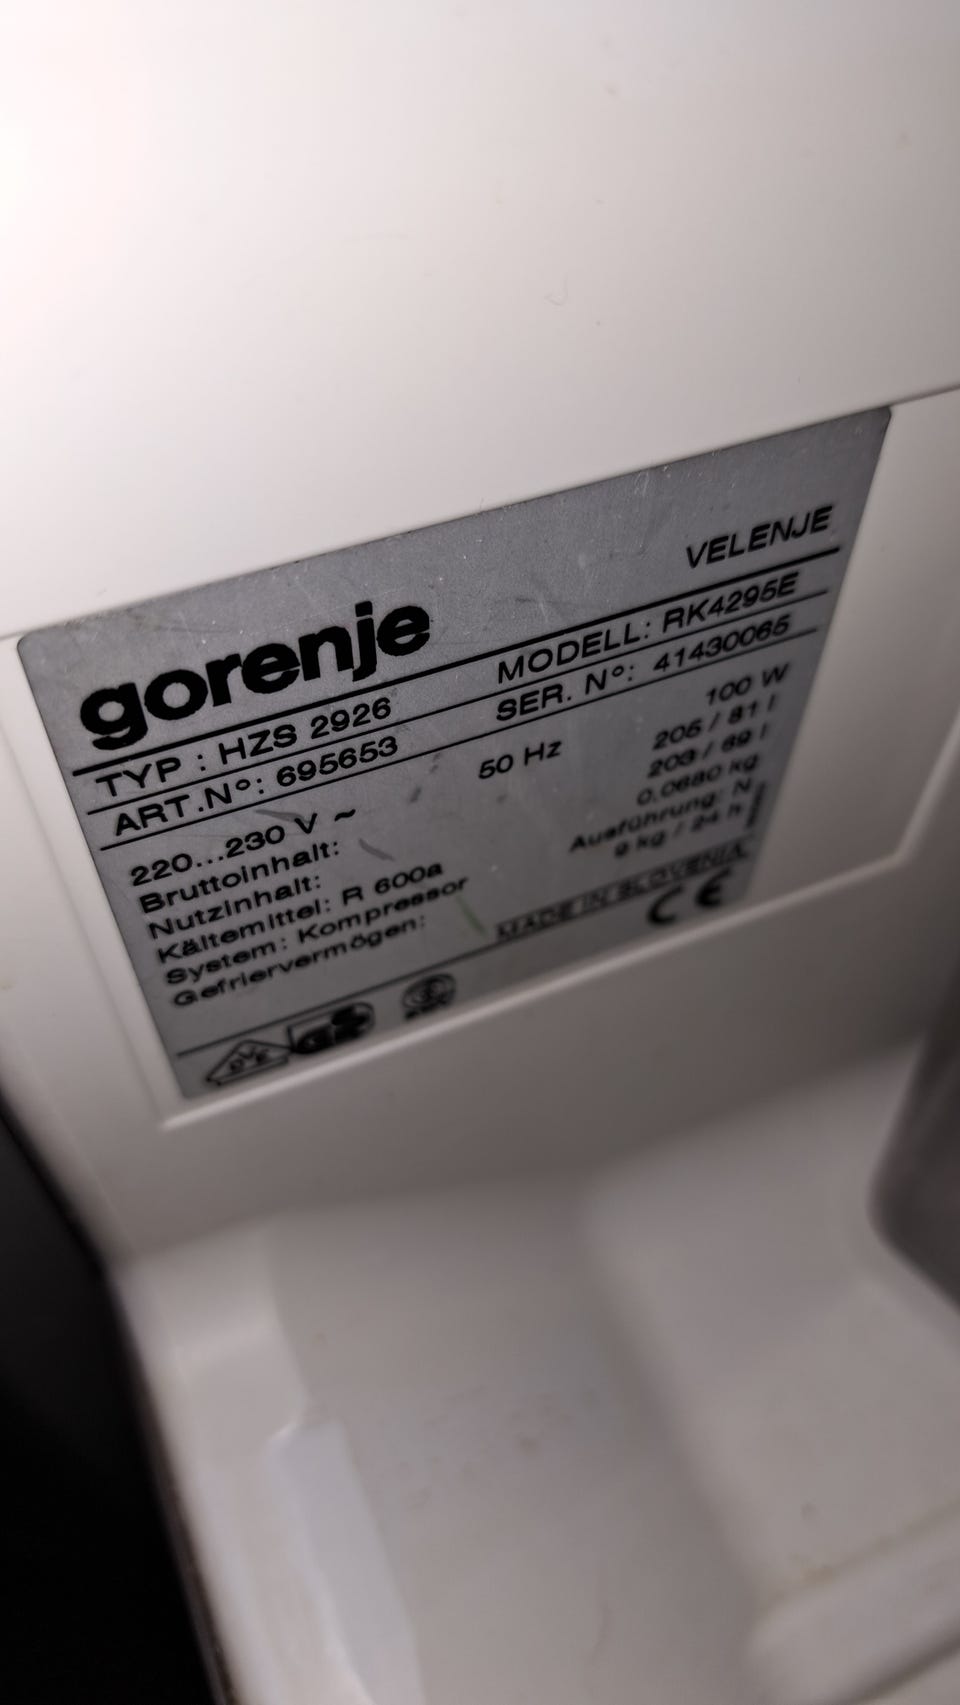 VELENJE
gorenje
TYP : HZS 2926 MODELL: RK4295E
ART.N°: 695653 SER. N°: 41430065
220...230 V ~ 50 Hz 100 W
Bruttoinhalt: 205 / 81 l
Nutzinhalt: 203 / 69 l
Kältemittel: R 600a 0,0680 kg
System: Kompressor Ausführung: N
Gefriervermögen: 9 kg / 24 h
MADE IN SLOVENIA
DVE GS CE